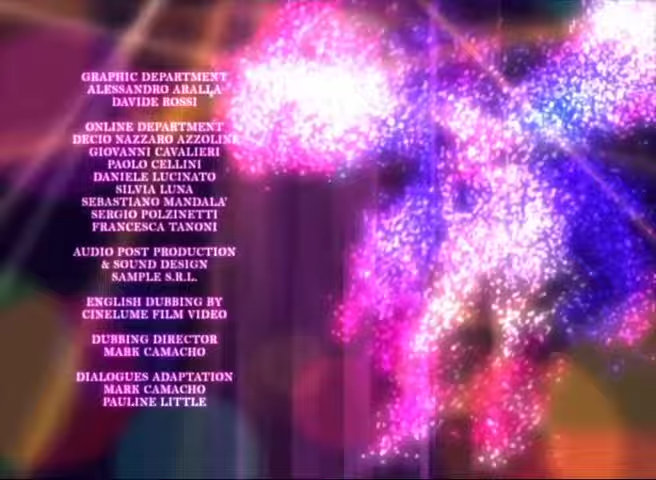 GRAPHIC DEPARTMENT
ALESSANDRO ARALLA
DAVIDE ROSSI
ONLINE DEPARTMENT
DECIO NAZZARO AZZOLINI
GIOVANNI CAVALIERI
PAOLO CELLINI
DANIELE LUCINATO
SILVIA LUNA
SEBASTIANO MANDALA'
SERGIO POLZINETTI
FRANCESCA TANONI
AUDIO POST PRODUCTION
& SOUND DESIGN
SAMPLE S.R.L.
ENGLISH DUBBING BY
CINELUME FILM VIDEO
DUBBING DIRECTOR
MARK CAMACHO
DIALOGUES ADAPTATION
MARK CAMACHO
PAULINE LITTLE